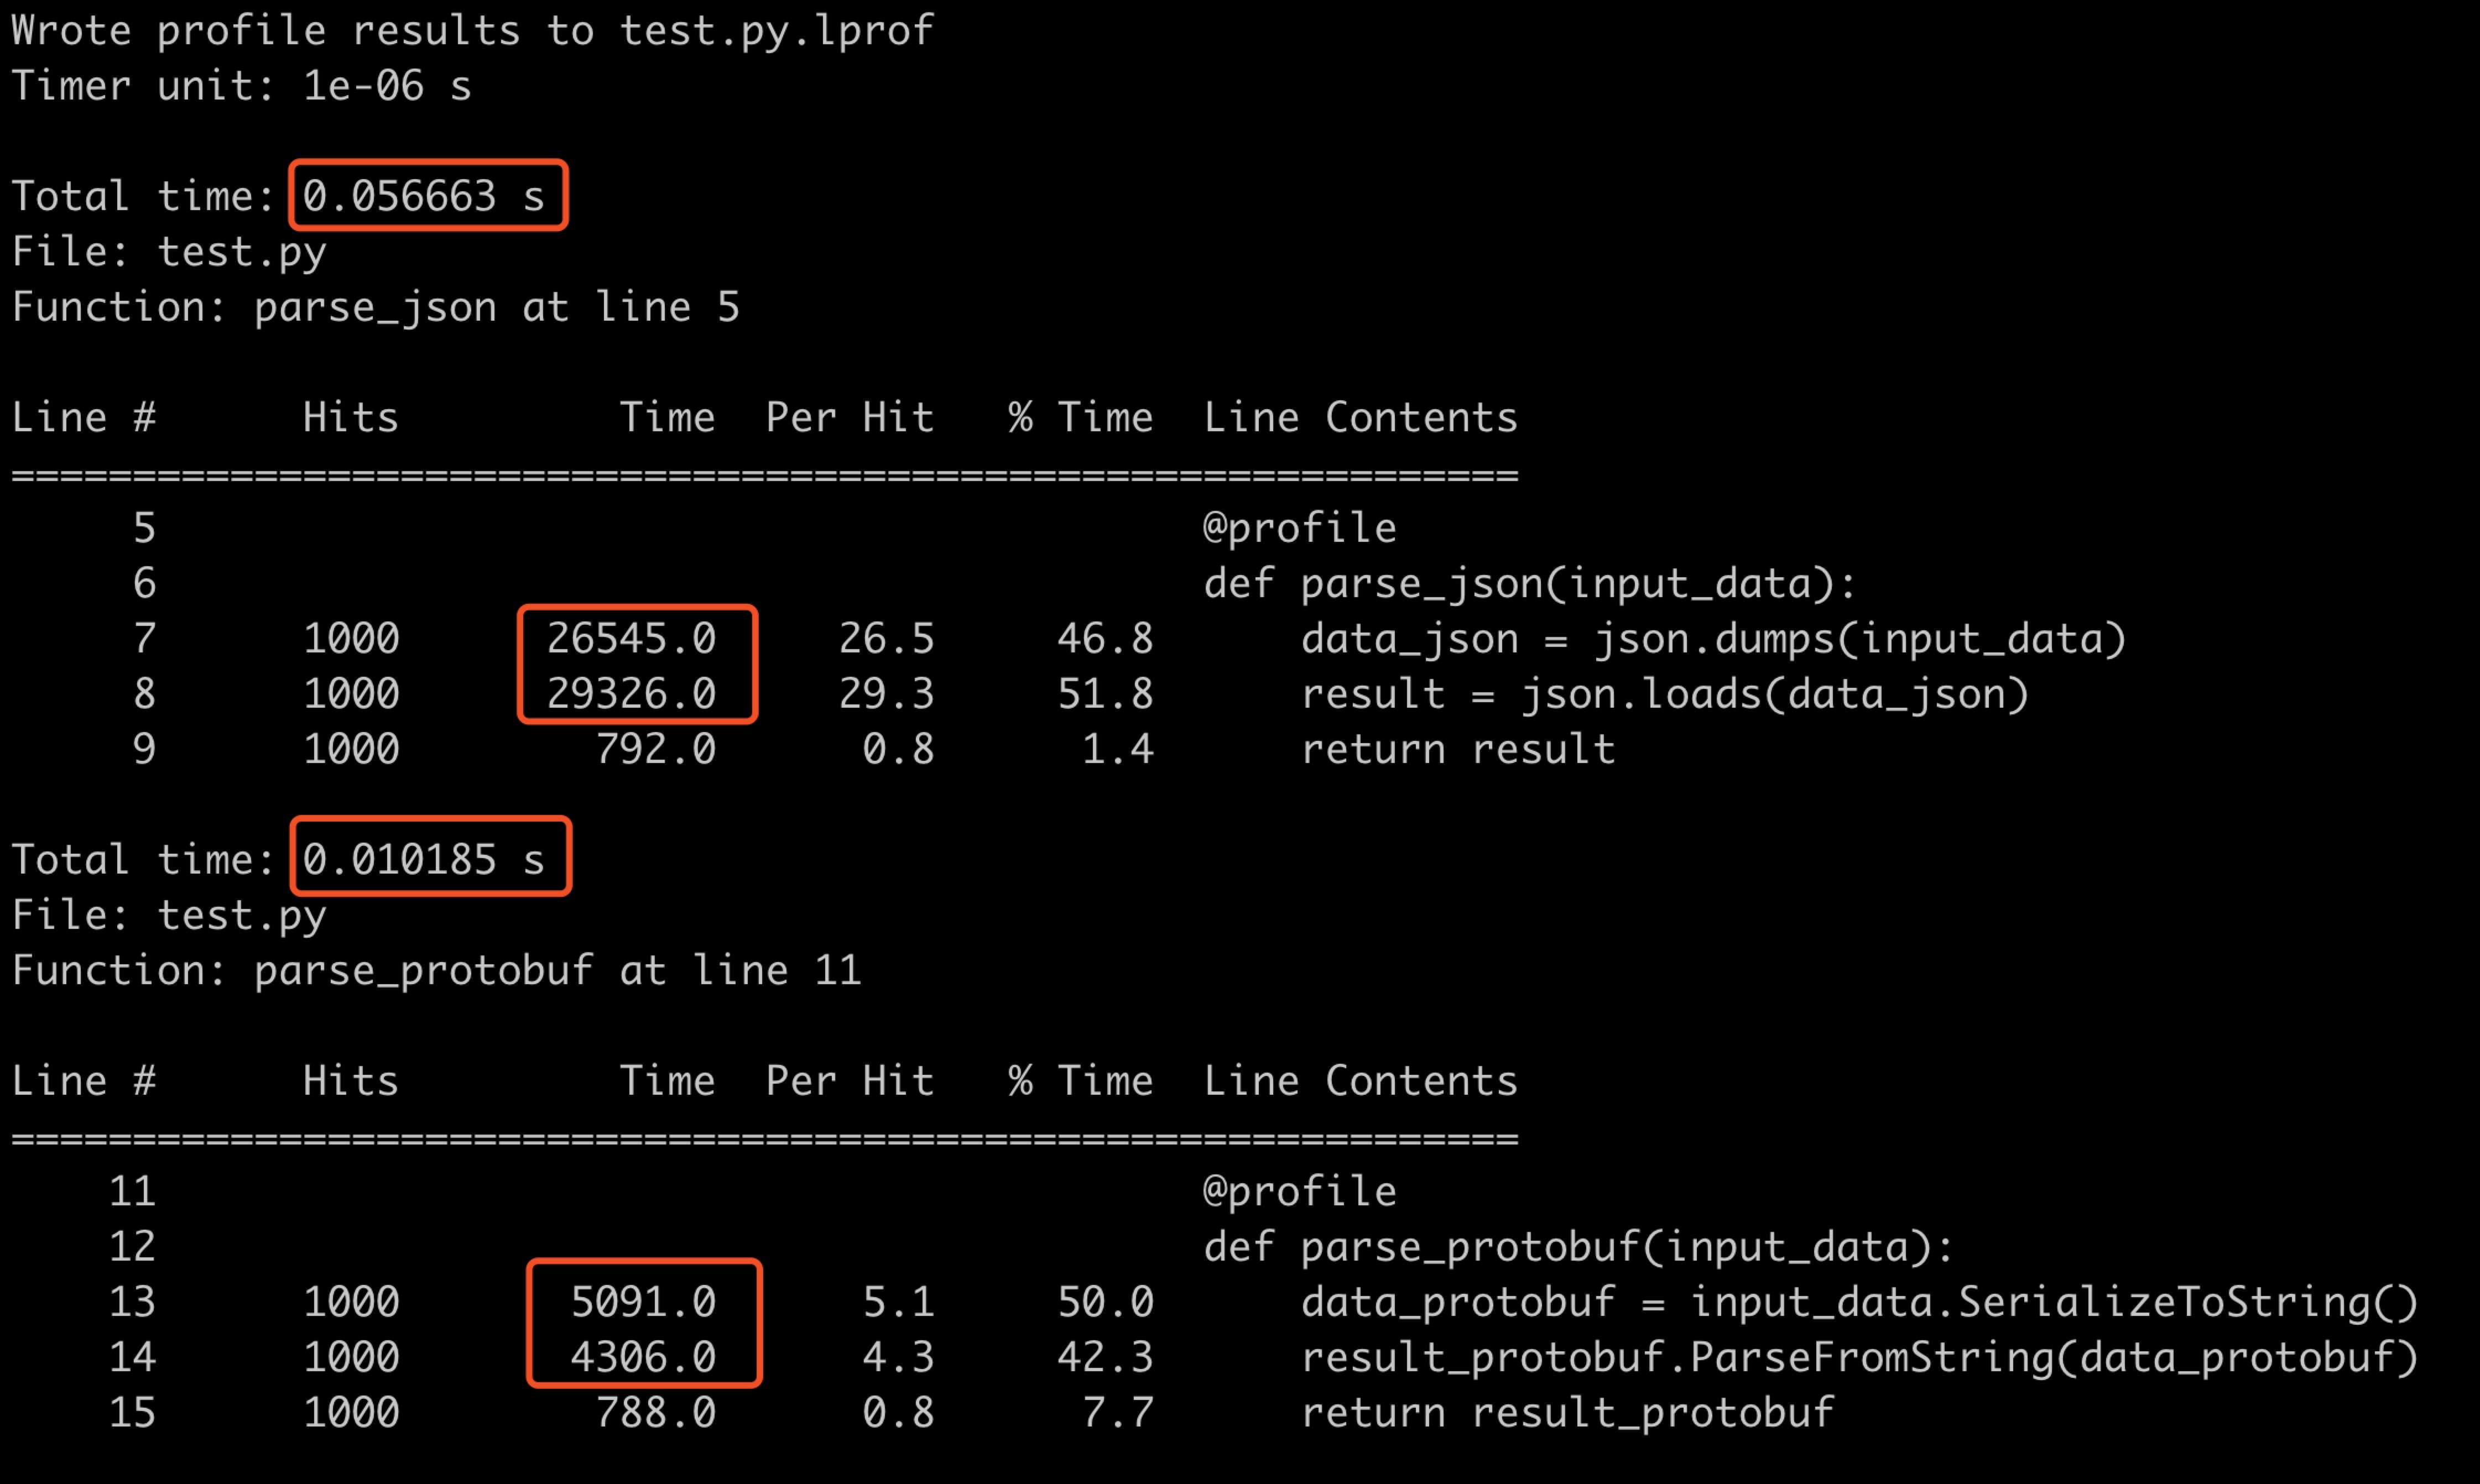 Wrote profile results to test.py.lprof
Timer unit: 1e-06 s
Total time: 0.056663 s
File: test.py
Function: parse_json at line 5
Line #      Hits         Time  Per Hit   % Time  Line Contents
==============================================================
     5                                           @profile
     6                                           def parse_json(input_data):
     7      1000      26545.0     26.5     46.8      data_json = json.dumps(input_data)
     8      1000      29326.0     29.3     51.8      result = json.loads(data_json)
     9      1000        792.0      0.8      1.4      return result
Total time: 0.010185 s
File: test.py
Function: parse_protobuf at line 11
Line #      Hits         Time  Per Hit   % Time  Line Contents
==============================================================
    11                                           @profile
    12                                           def parse_protobuf(input_data):
    13      1000       5091.0      5.1     50.0      data_protobuf = input_data.SerializeToString()
    14      1000       4306.0      4.3     42.3      result_protobuf.ParseFromString(data_protobuf)
    15      1000        788.0      0.8      7.7      return result_protobuf